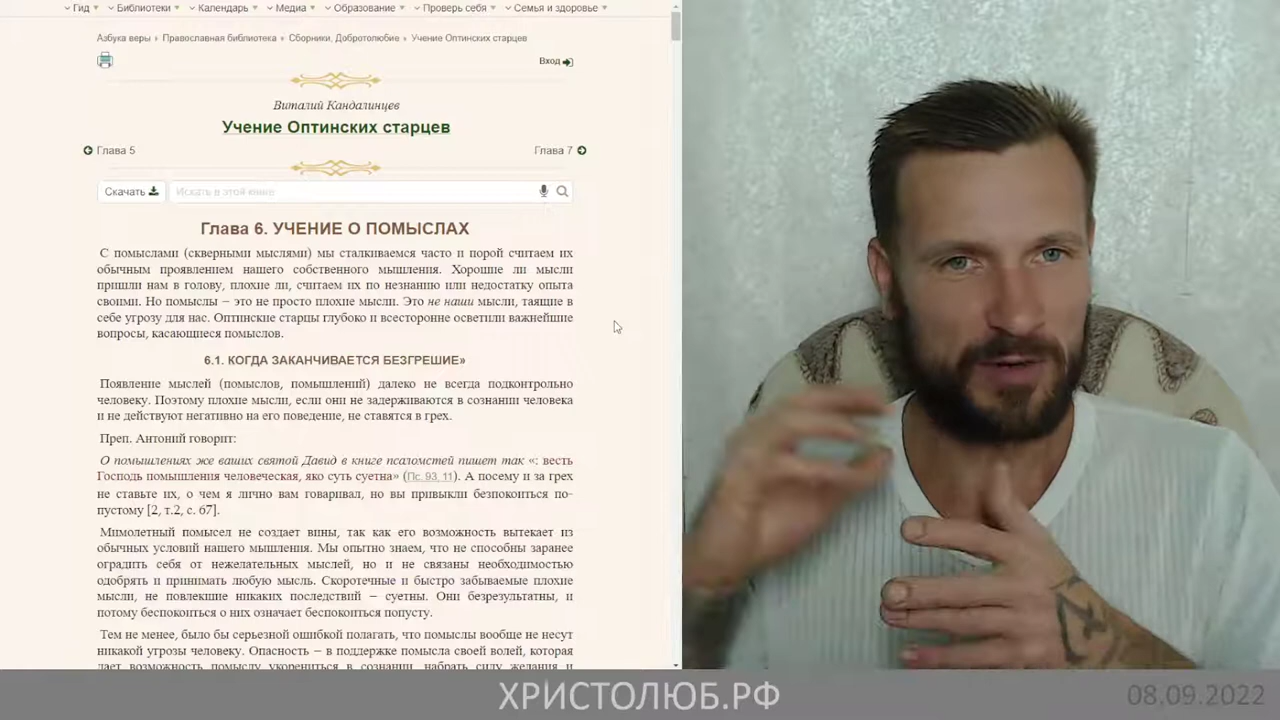 Гид Библиотеки Календарь Медиа Образование Проверь себя Семья и здоровье
Азбука веры Православная библиотека Сборники, Добротолюбие Учение Оптинских старцев
Вход
Виталий Кандалинцев
Учение Оптинских старцев
Глава 5 Глава 7
Скачать Искать в этой книге
Глава 6. УЧЕНИЕ О ПОМЫСЛАХ
С помыслами (скверными мыслями) мы сталкиваемся часто и порой считаем их
обычным проявлением нашего собственного мышления. Хорошие ли мысли
пришли нам в голову, плохие ли, считаем их по незнанию или недостатку опыта
своими. Но помыслы – это не просто плохие мысли. Это не наши мысли, таящие в
себе угрозу для нас. Оптинские старцы глубоко и всесторонне осветили важнейшие
вопросы, касающиеся помыслов.
6.1. КОГДА ЗАКАНЧИВАЕТСЯ БЕЗГРЕШИЕ»
Появление мыслей (помыслов, помышлений) далеко не всегда подконтрольно
человеку. Поэтому плохие мысли, если они не задерживаются в сознании человека
и не действуют негативно на его поведение, не ставятся в грех.
Преп. Антоний говорит:
О помышлениях же ваших святой Давид в книге псаломстей пишет так «: весть
Господь помышления человеческая, яко суть суетна» (Пс. 93, 11). А посему и за грех
не ставьте их, о чем я лично вам говаривал, но вы привыкли безпокоиться по-
пустому [2, т.2, с. 67].
Мимолетный помысел не создает вины, так как его возможность вытекает из
обычных условий нашего мышления. Мы опытно знаем, что не способны заранее
оградить себя от нежелательных мыслей, но и не связаны необходимостью
одобрять и принимать любую мысль. Скоротечные и быстро забываемые плохие
мысли, не повлекшие никаких последствий – суетны. Они безрезультатны, и
потому беспокоиться о них означает беспокоиться попусту.
Тем не менее, было бы серьезной ошибкой полагать, что помыслы вообще не несут
никакой угрозы человеку. Опасность – в поддержке помысла своей волей, которая
дает возможность помыслу укорениться в сознании, набрать силу желания и
ХРИСТОЛЮБ.РФ
08.09.2022